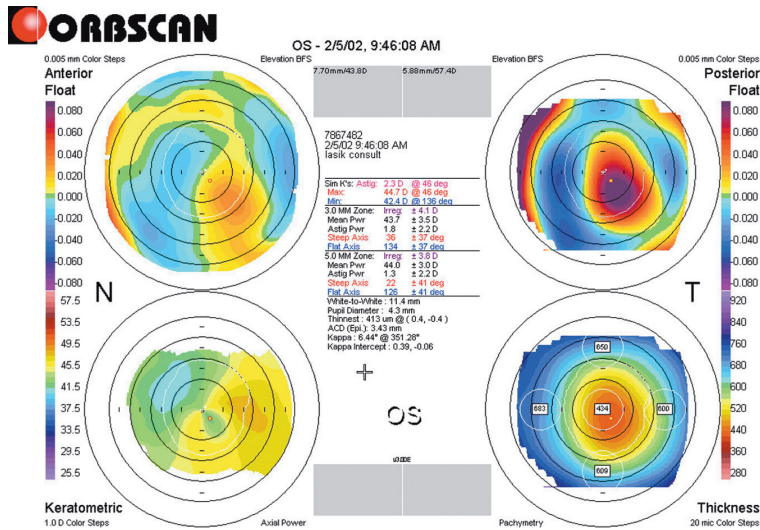 ORBSCAN
OS - 2/5/02, 9:46:08 AM
0.005 mm Color Steps
Elevation BFS
Elevation BFS
0.005 mm Color Steps
Anterior
Float
Posterior
Float
7.70mm/43.8D
5.88mm/57.4D
0.080
0.060
0.040
0.020
0.000
-0.020
-0.040
-0.060
-0.080
57.5
53.5
49.5
45.5
41.5
37.5
33.5
29.5
25.5
7867482
2/5/02 9:46:08 AM
lasik consult
Sim K's: Astig: 2.3 D @ 46 deg
Max: 44.7 D @ 46 deg
Min: 42.4 D @ 136 deg
3.0 MM Zone: Irreg: ± 4.1 D
Mean Pwr 43.7 ± 3.5 D
Astig Pwr 1.8 ± 2.2 D
Steep Axis 36 ± 37 deg
Flat Axis 134 ± 37 deg
5.0 MM Zone: Irreg: ± 3.8 D
Mean Pwr 44.0 ± 3.0 D
Astig Pwr 1.3 ± 2.2 D
Steep Axis 22 ± 41 deg
Flat Axis 126 ± 41 deg
White-to-White : 11.4 mm
Pupil Diameter : 4.3 mm
Thinnest : 413 um @ ( 0.4, -0.4 )
ACD (Epi.): 3.43 mm
Kappa : 6.44° @ 351.28°
Kappa Intercept : 0.39, -0.06
N
T
0.080
0.060
0.040
0.020
0.000
-0.020
-0.040
-0.060
-0.080
920
840
760
680
600
520
440
360
280
650
683
434
600
609
OS
Keratometric
1.0 D Color Steps
Axial Power
Pachymetry
Thickness
20 mic Color Steps